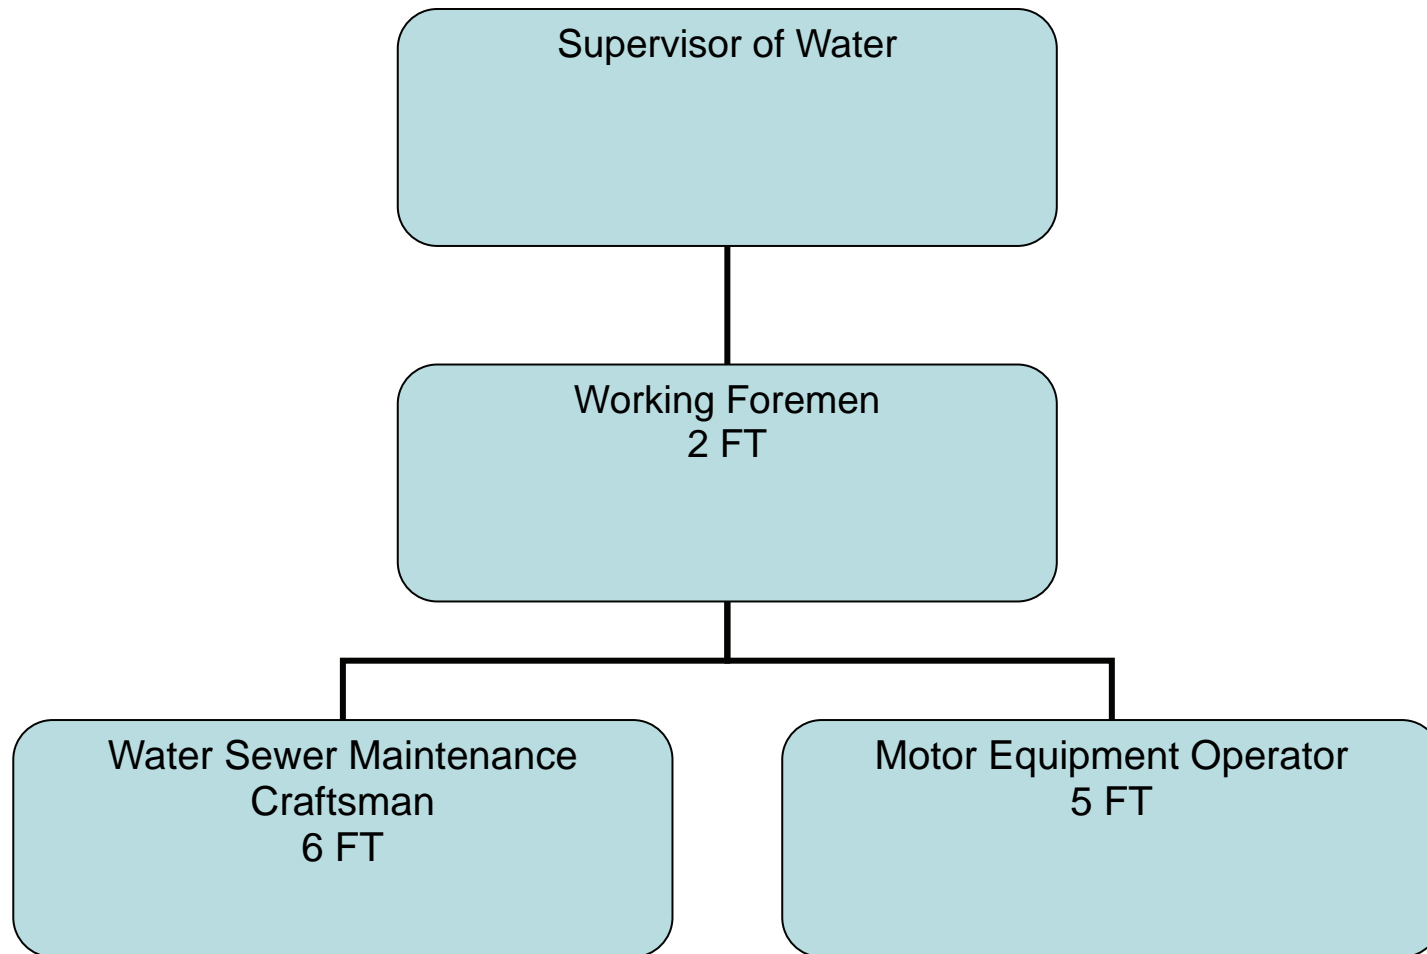 Supervisor of Water
Working Foremen
2 FT
Water Sewer Maintenance
Craftsman
6 FT
Motor Equipment Operator
5 FT